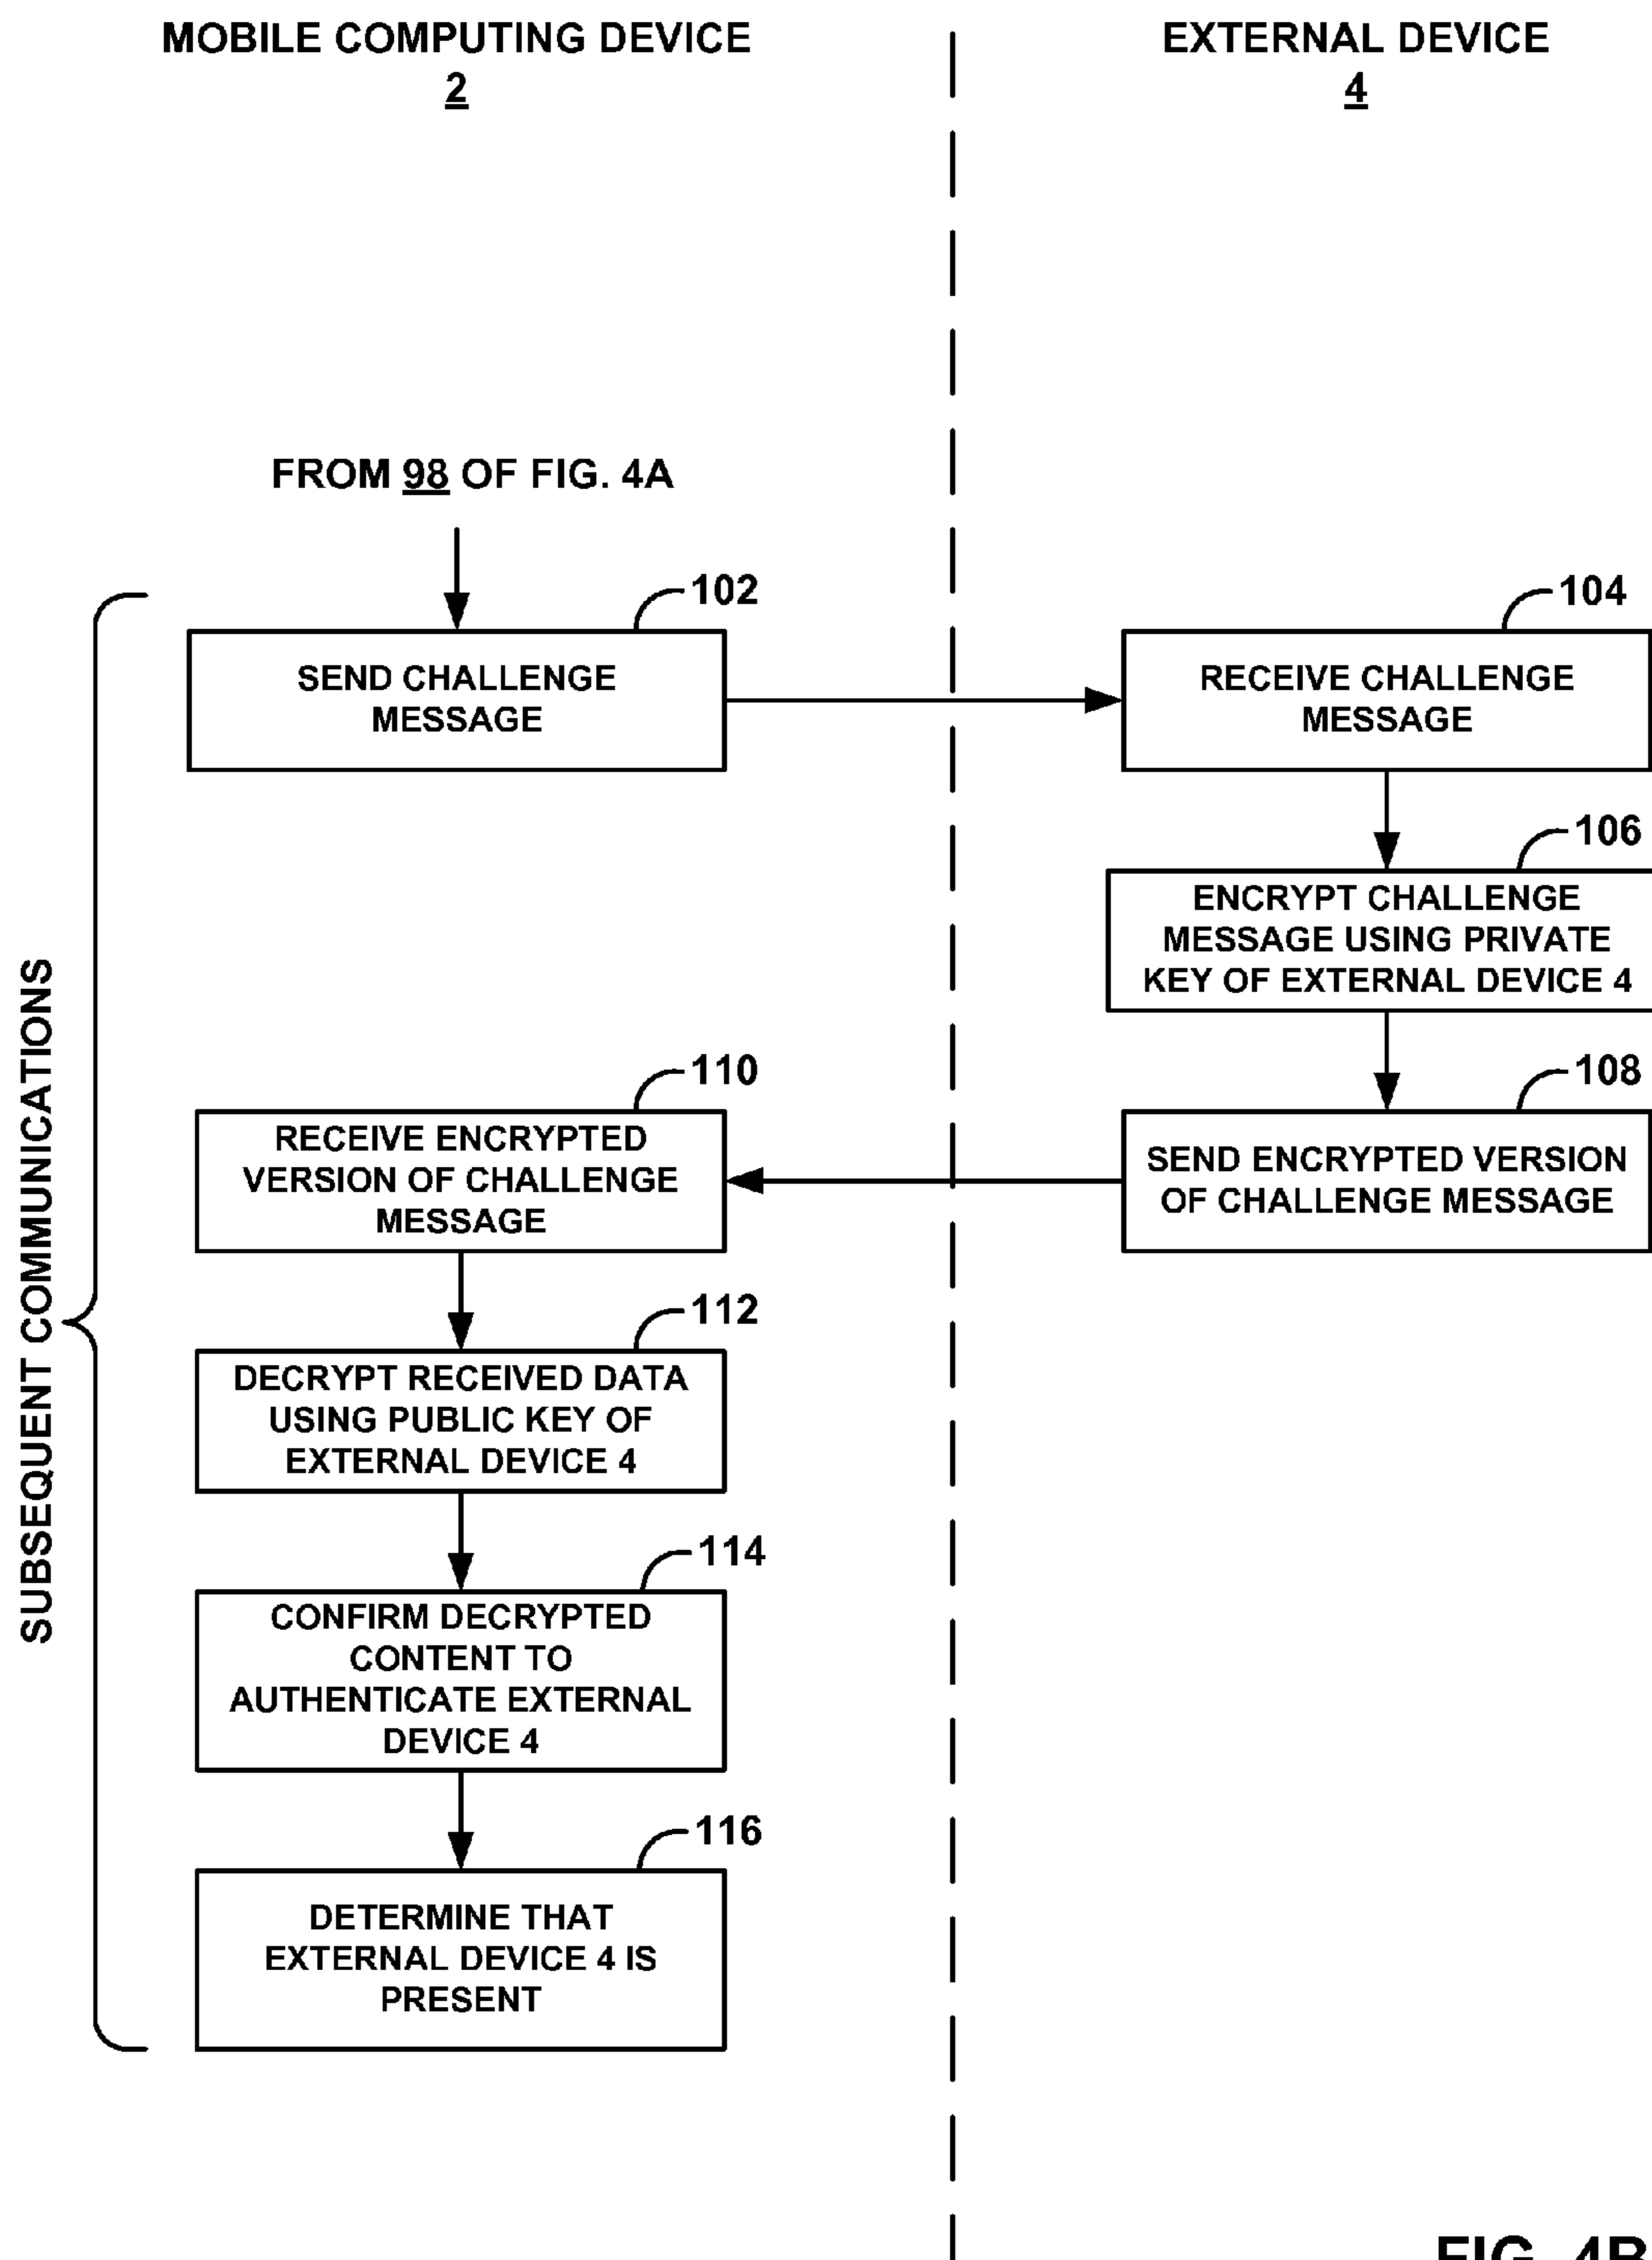 MOBILE COMPUTING DEVICE
2
EXTERNAL DEVICE
4
FROM 98 OF FIG. 4A
SUBSEQUENT COMMUNICATIONS
102
SEND CHALLENGE
MESSAGE
104
RECEIVE CHALLENGE
MESSAGE
106
ENCRYPT CHALLENGE
MESSAGE USING PRIVATE
KEY OF EXTERNAL DEVICE 4
108
SEND ENCRYPTED VERSION
OF CHALLENGE MESSAGE
110
RECEIVE ENCRYPTED
VERSION OF CHALLENGE
MESSAGE
112
DECRYPT RECEIVED DATA
USING PUBLIC KEY OF
EXTERNAL DEVICE 4
114
CONFIRM DECRYPTED
CONTENT TO
AUTHENTICATE EXTERNAL
DEVICE 4
116
DETERMINE THAT
EXTERNAL DEVICE 4 IS
PRESENT
FIG. 4B